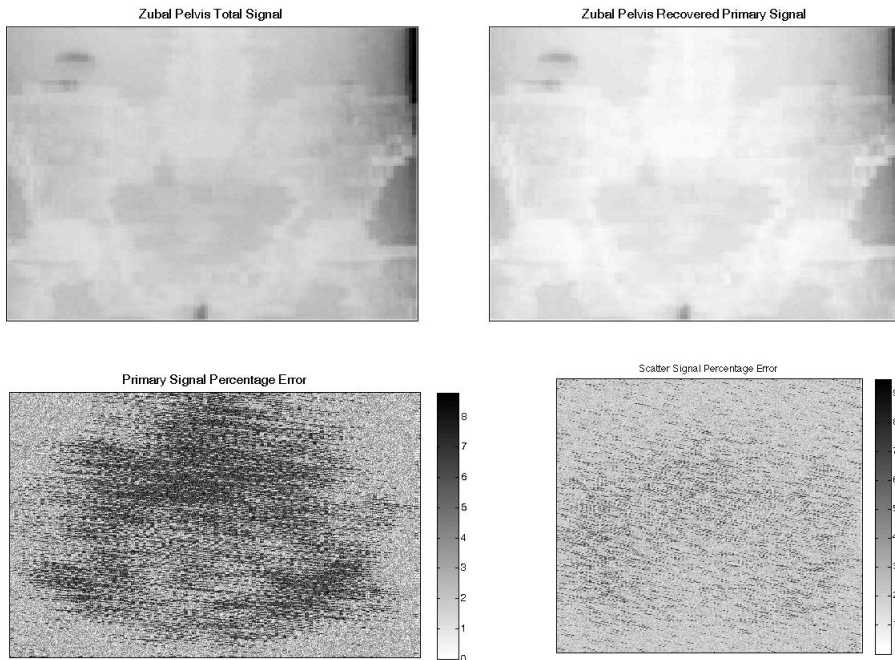 Zubal Pelvis Total Signal
Zubal Pelvis Recovered Primary Signal
Primary Signal Percentage Error
8
7
6
5
4
3
2
1
0
Scatter Signal Percentage Error